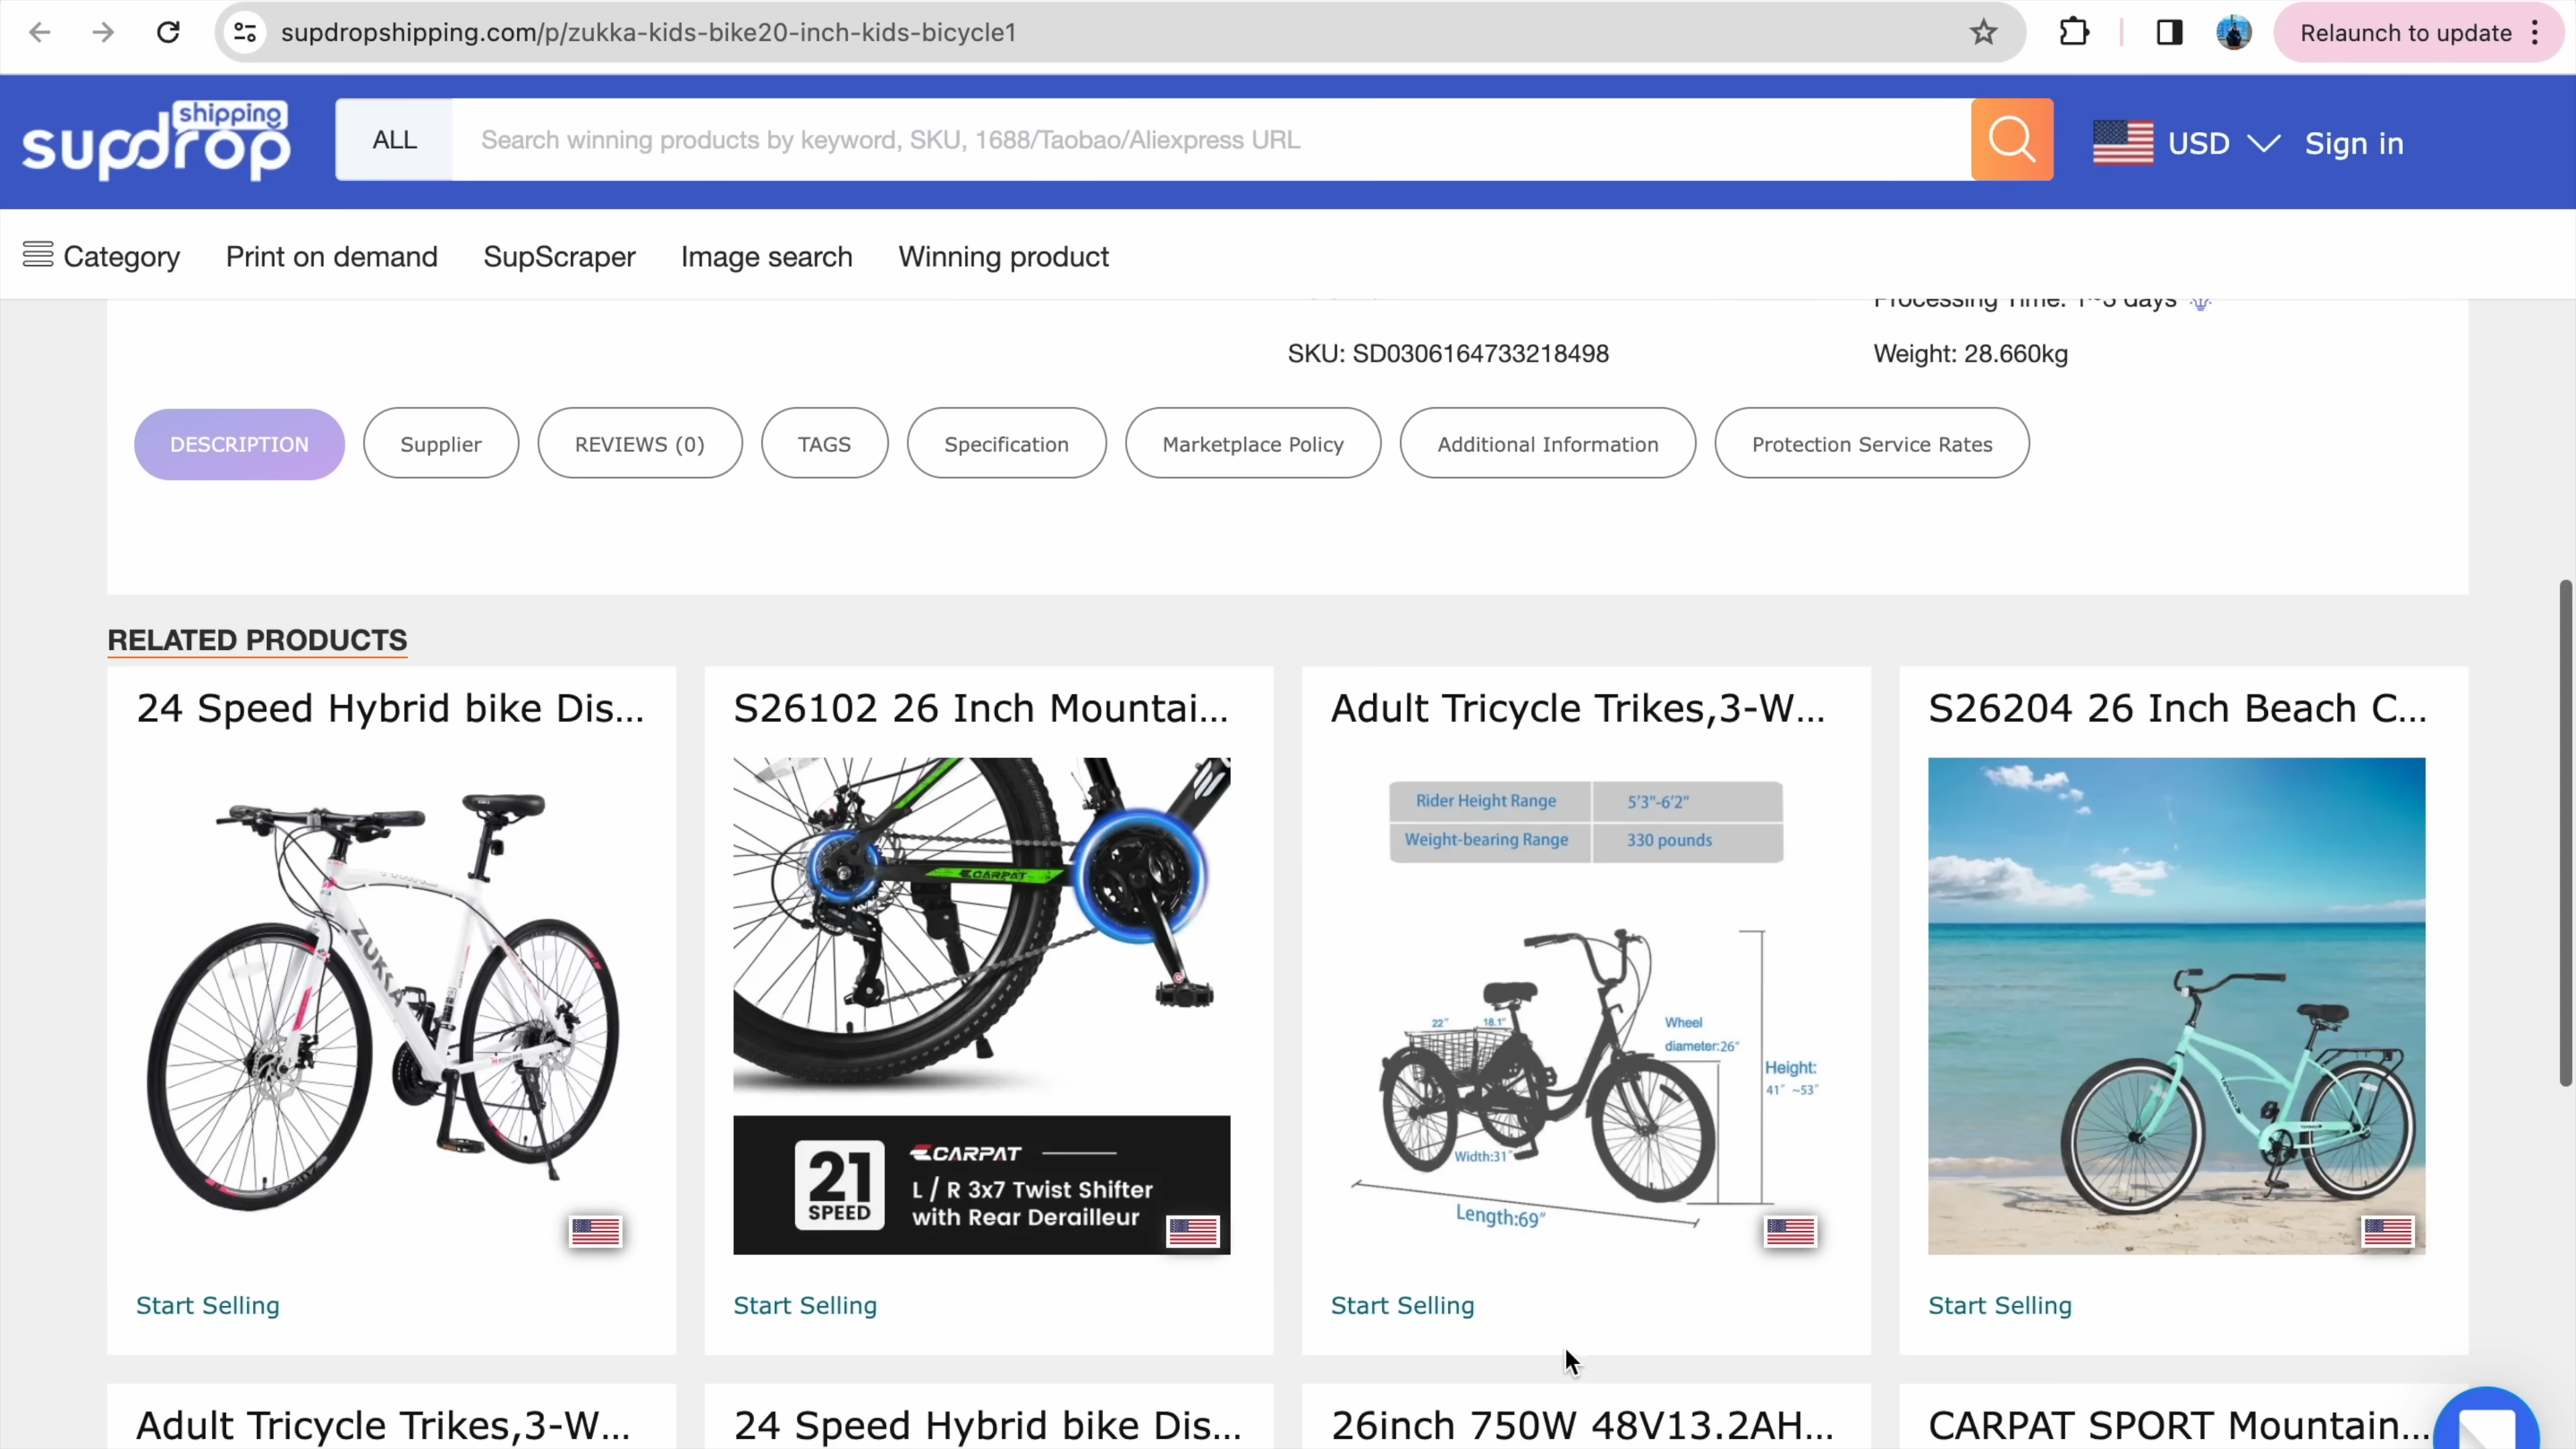 supdropshipping.com/p/zukka-kids-bike20-inch-kids-bicycle1
Relaunch to update
supdrop shipping
ALL
Search winning products by keyword, SKU, 1688/Taobao/Aliexpress URL
USD
Sign in
Category
Print on demand
SupScraper
Image search
Winning product
Processing Time: 1~3 days
SKU: SD0306164733218498
Weight: 28.660kg
DESCRIPTION
Supplier
REVIEWS (0)
TAGS
Specification
Marketplace Policy
Additional Information
Protection Service Rates
RELATED PRODUCTS
24 Speed Hybrid bike Dis...
S26102 26 Inch Mountai...
Adult Tricycle Trikes,3-W...
S26204 26 Inch Beach C...
ZUKKA
CARPAT
21
SPEED
CARPAT
L / R 3x7 Twist Shifter
with Rear Derailleur
Rider Height Range
5'3"-6'2"
Weight-bearing Range
330 pounds
22"
18.1"
Wheel
diameter:26"
Height:
41" ~53"
Width:31"
Length:69"
Start Selling
Start Selling
Start Selling
Start Selling
Adult Tricycle Trikes,3-W...
24 Speed Hybrid bike Dis...
26inch 750W 48V13.2AH...
CARPAT SPORT Mountain...